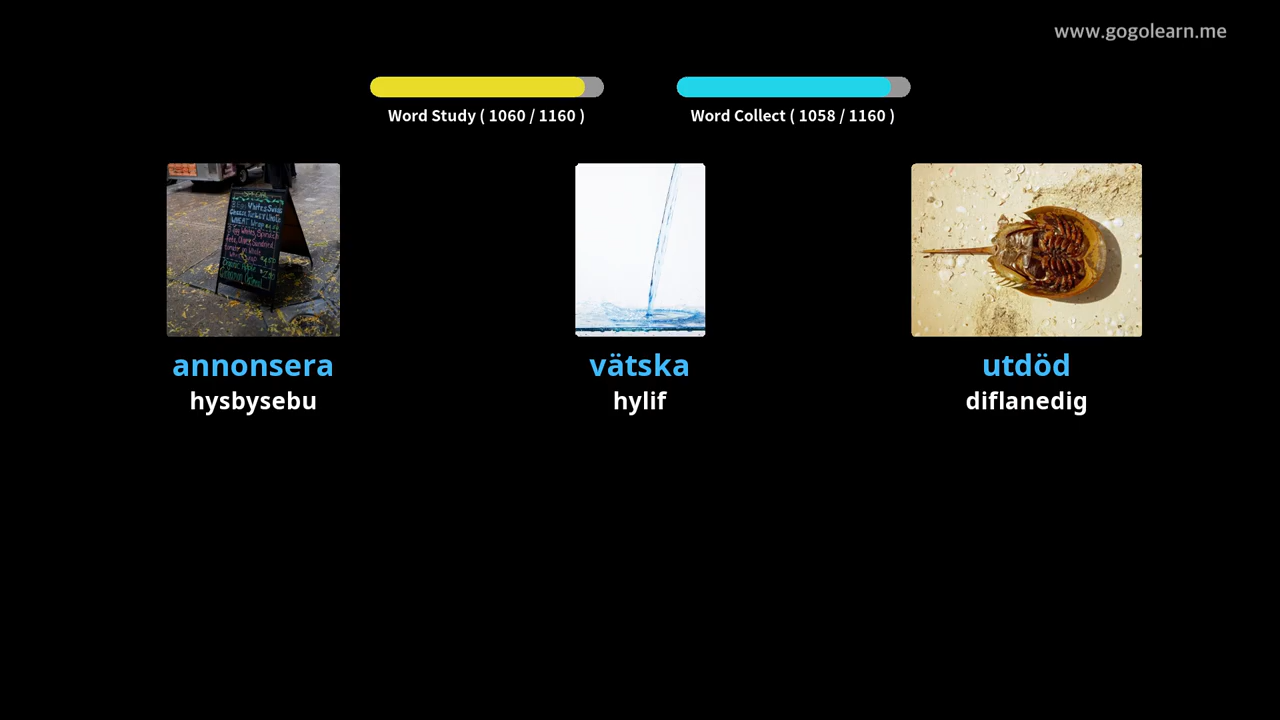 www.gogolearn.me
Word Study ( 1060 / 1160 )
Word Collect ( 1058 / 1160 )
annonsera
hysbysebu
vätska
hylif
utdöd
diflanedig